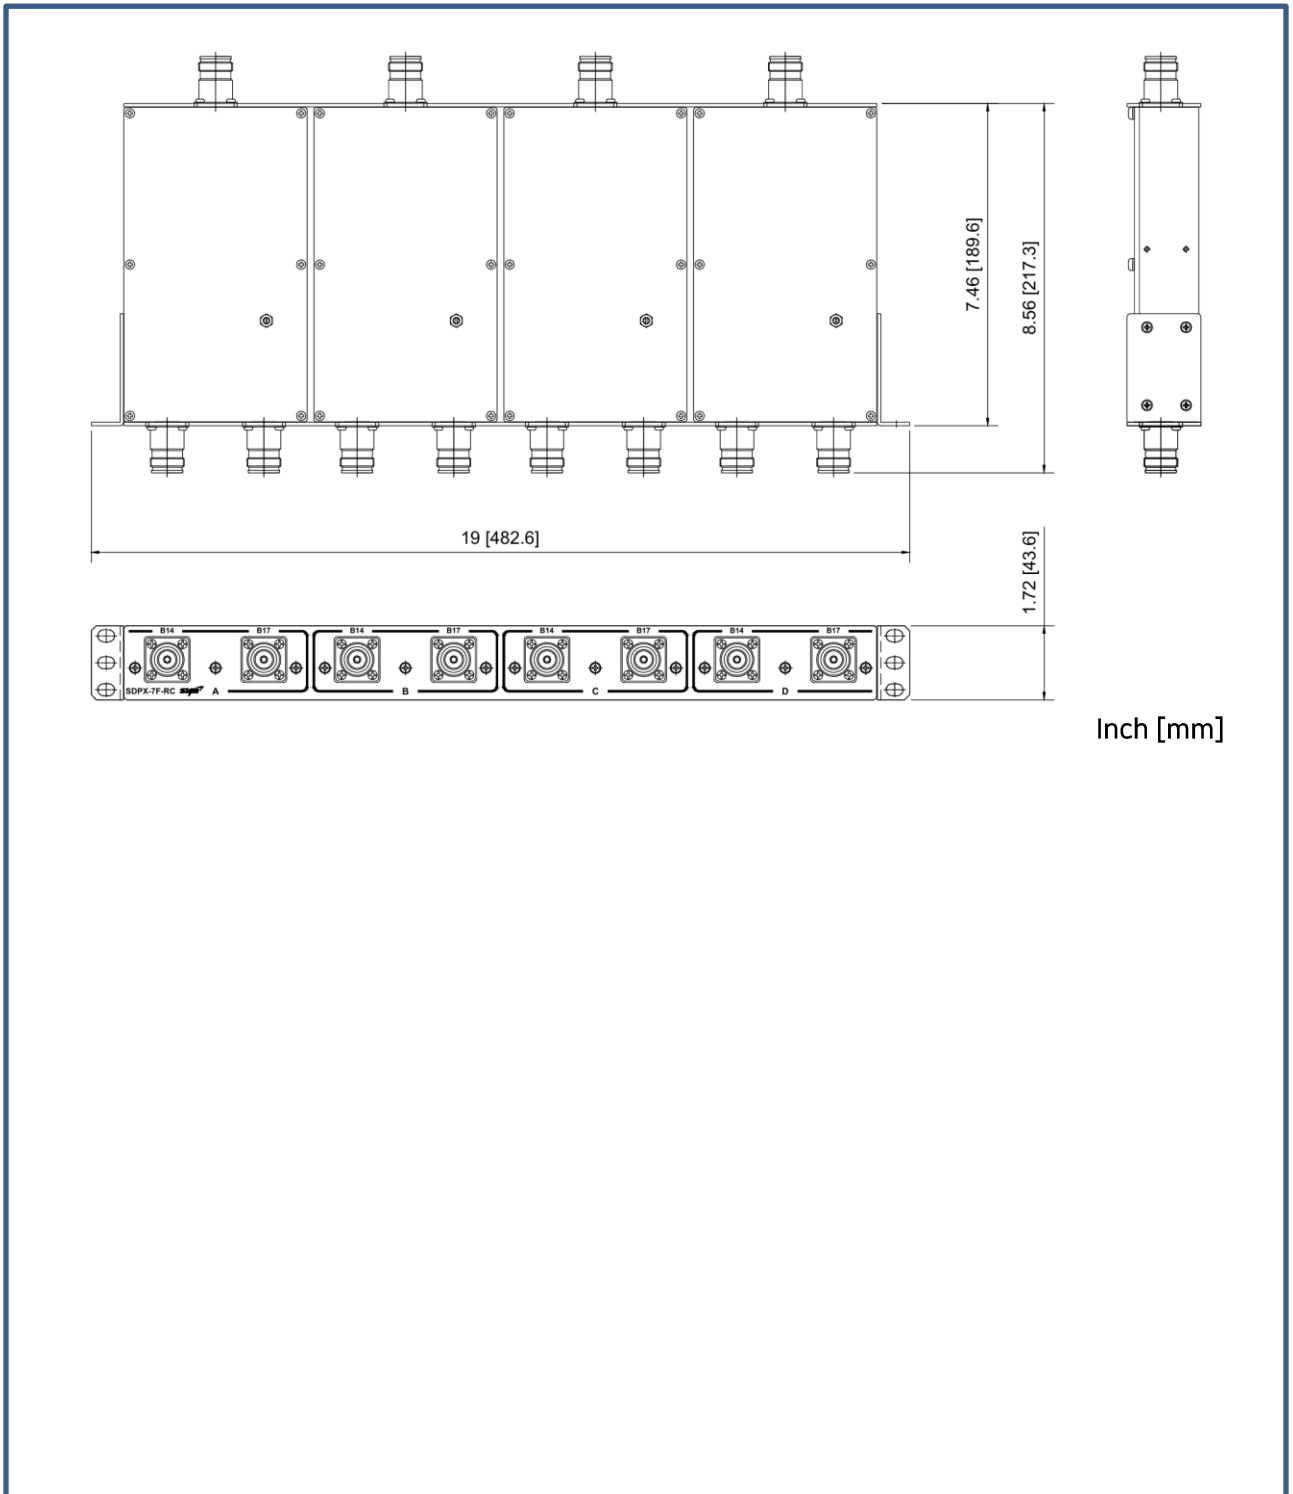 7.46 [189.6]
8.56 [217.3]
19 [482.6]
1.72 [43.6]
B14 B17 B14 B17 B14 B17 B14 B17
SDPX-7F-RC A B C D
Inch [mm]